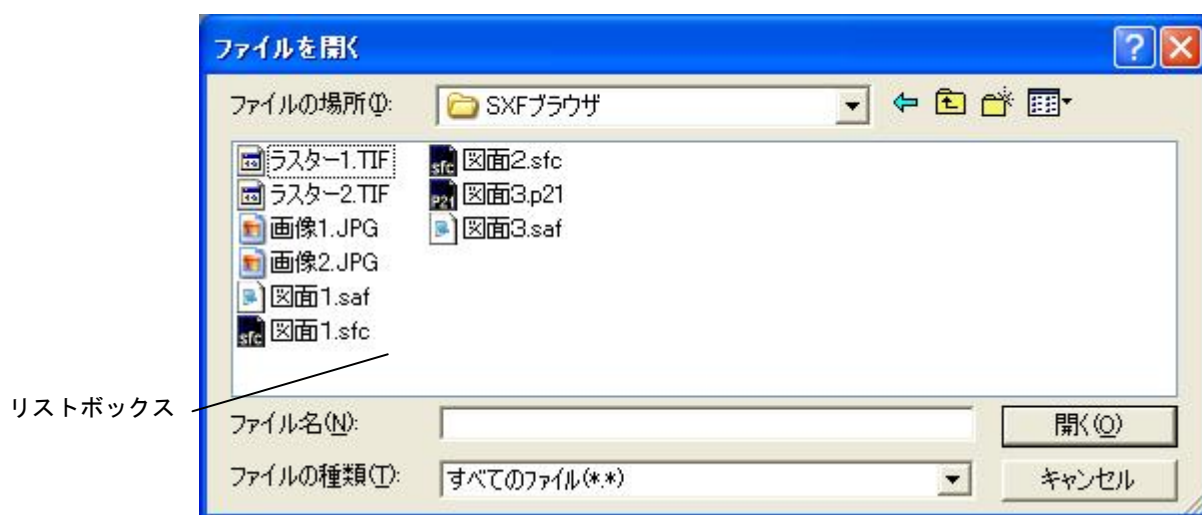 ファイルを開く
ファイルの場所(I):
SXFブラウザ
ラスター1.TIF
ラスター2.TIF
画像1.JPG
画像2.JPG
図面1.saf
sfc 図面1.sfc
sfc 図面2.sfc
P21 図面3.p21
図面3.saf
リストボックス
ファイル名(N):
開く(O)
ファイルの種類(T):
すべてのファイル(*.*)
キャンセル